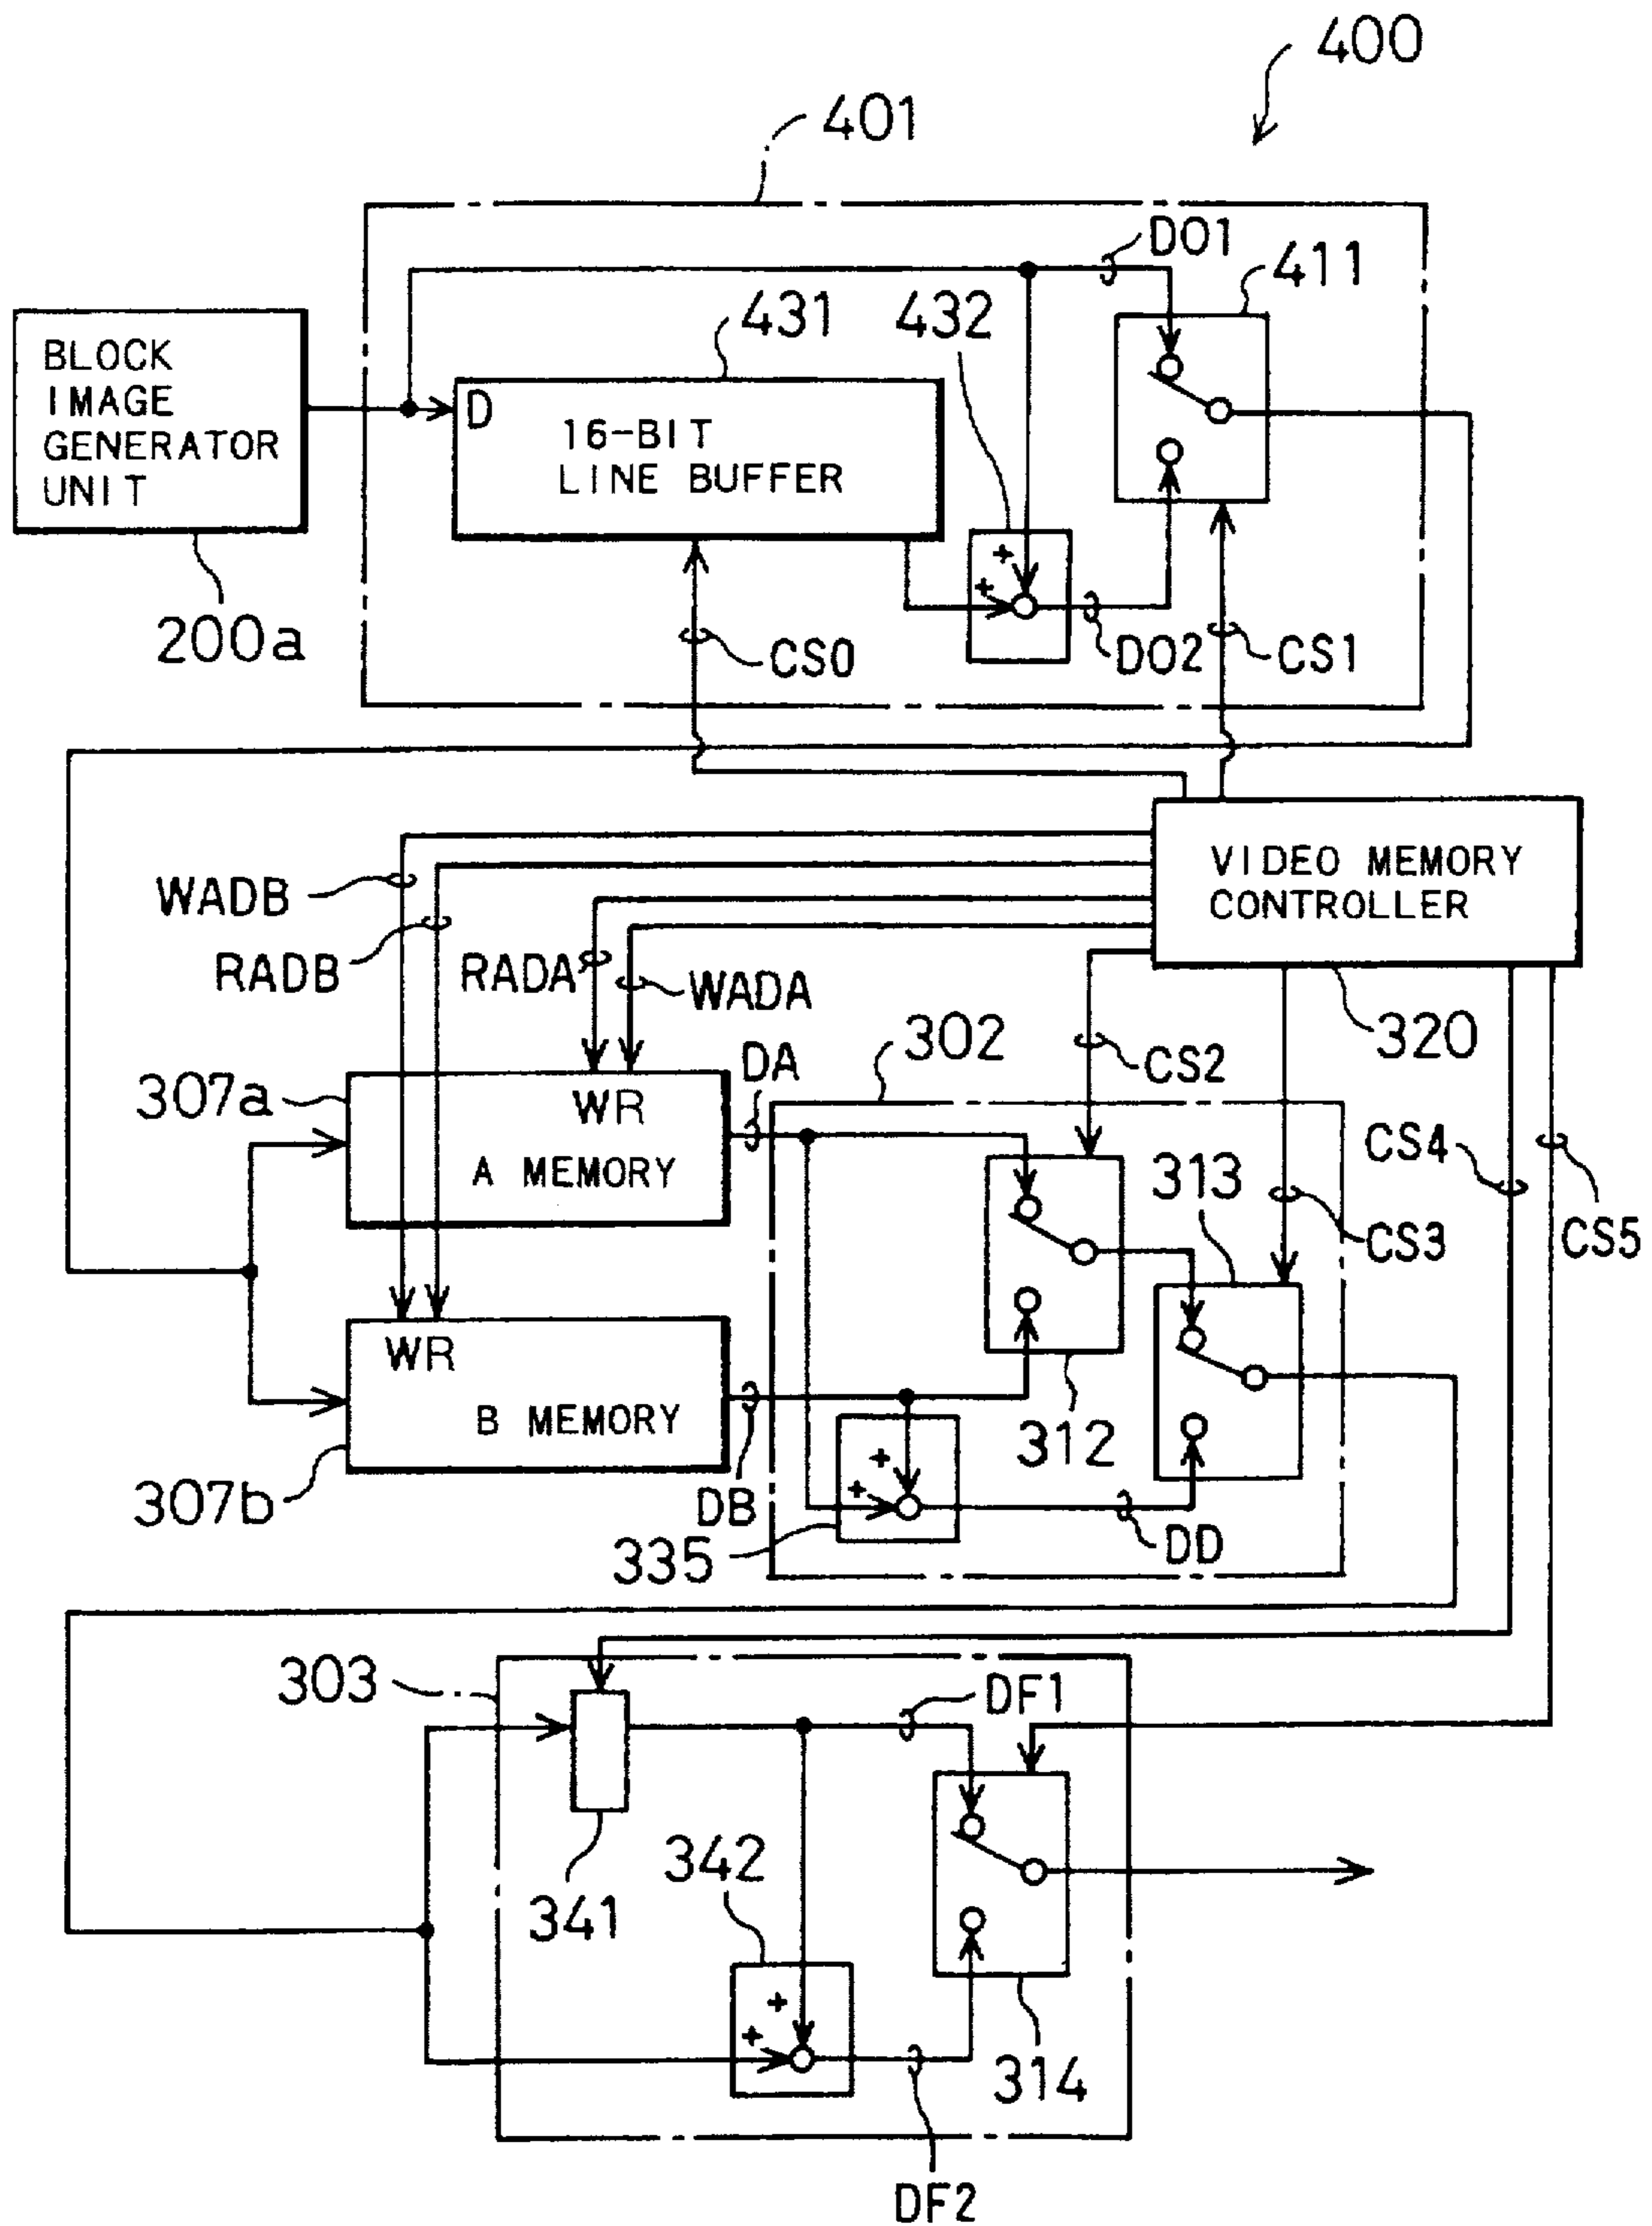 400
401
DO1
411
431
432
BLOCK
IMAGE
GENERATOR
UNIT
D
16-BIT
LINE BUFFER
+
+
200a
CS0
DO2
CS1
VIDEO MEMORY
CONTROLLER
WADB
RADB
RADA
WADA
320
302
CS2
DA
307a
WR
A MEMORY
CS4
313
CS3
CS5
WR
B MEMORY
312
307b
DB
+
+
335
DD
303
DF1
342
341
+
+
314
DF2